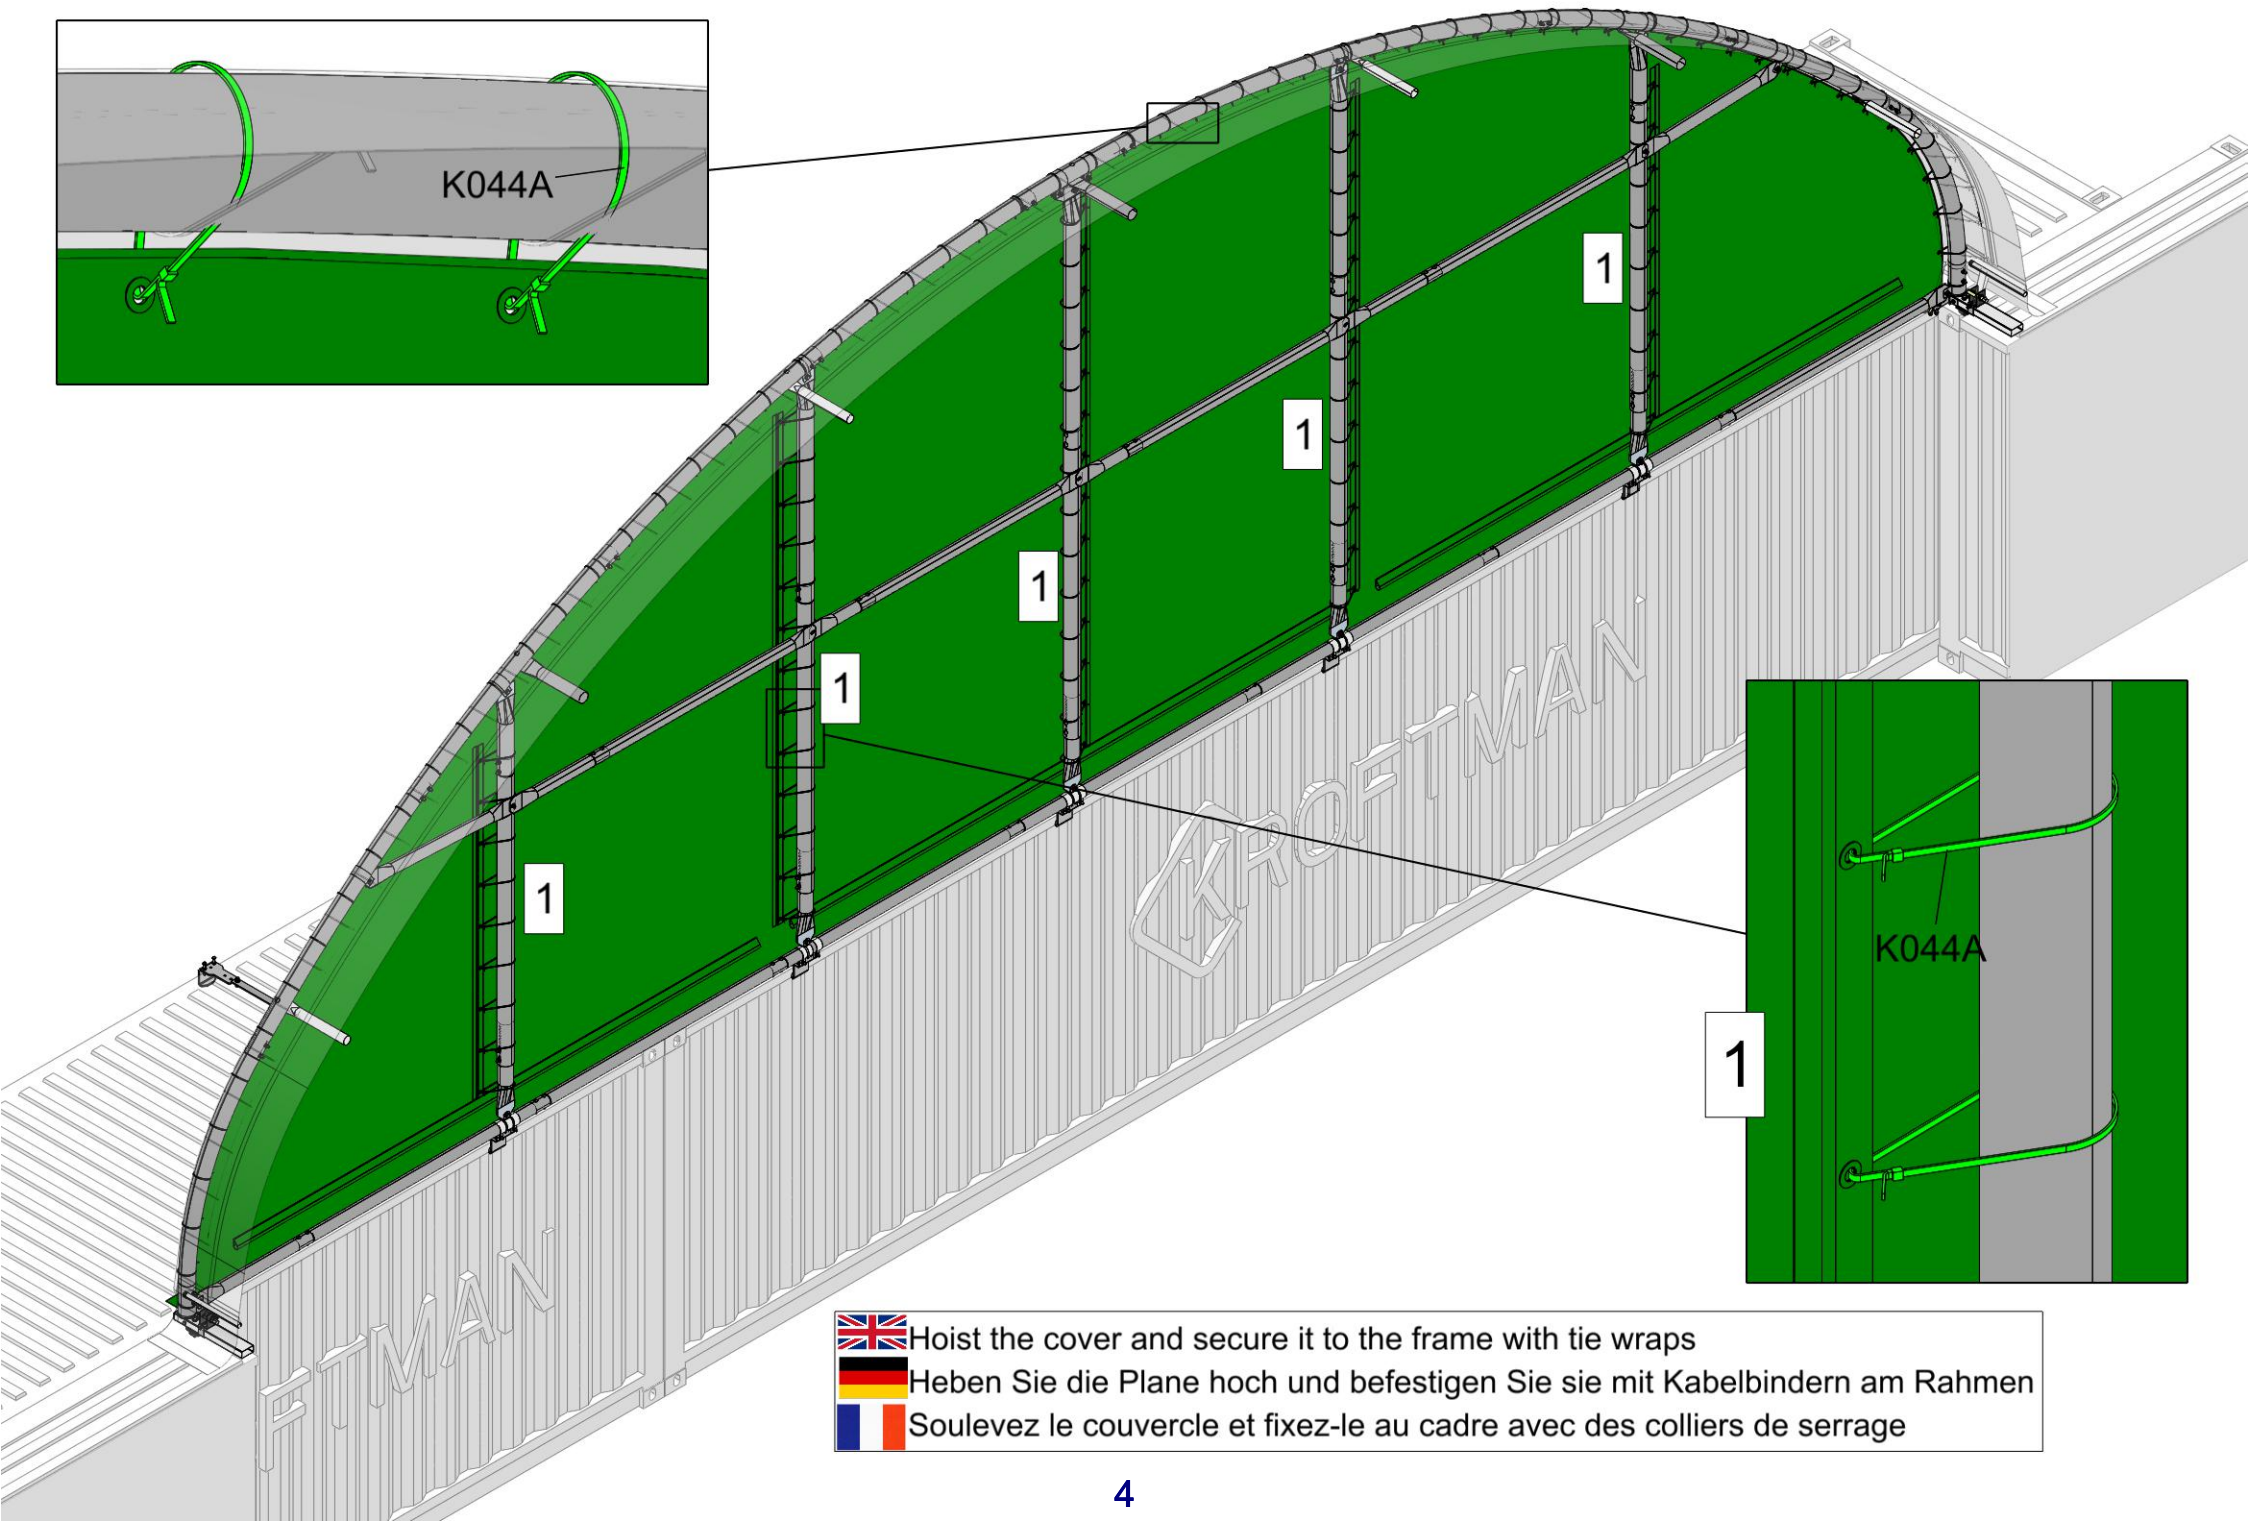 K044A
1
1
1
1
1
KROFTMAN
K
K044A
1
FTMAN
Hoist the cover and secure it to the frame with tie wraps
Heben Sie die Plane hoch und befestigen Sie sie mit Kabelbindern am Rahmen
Soulevez le couvercle et fixez-le au cadre avec des colliers de serrage
4